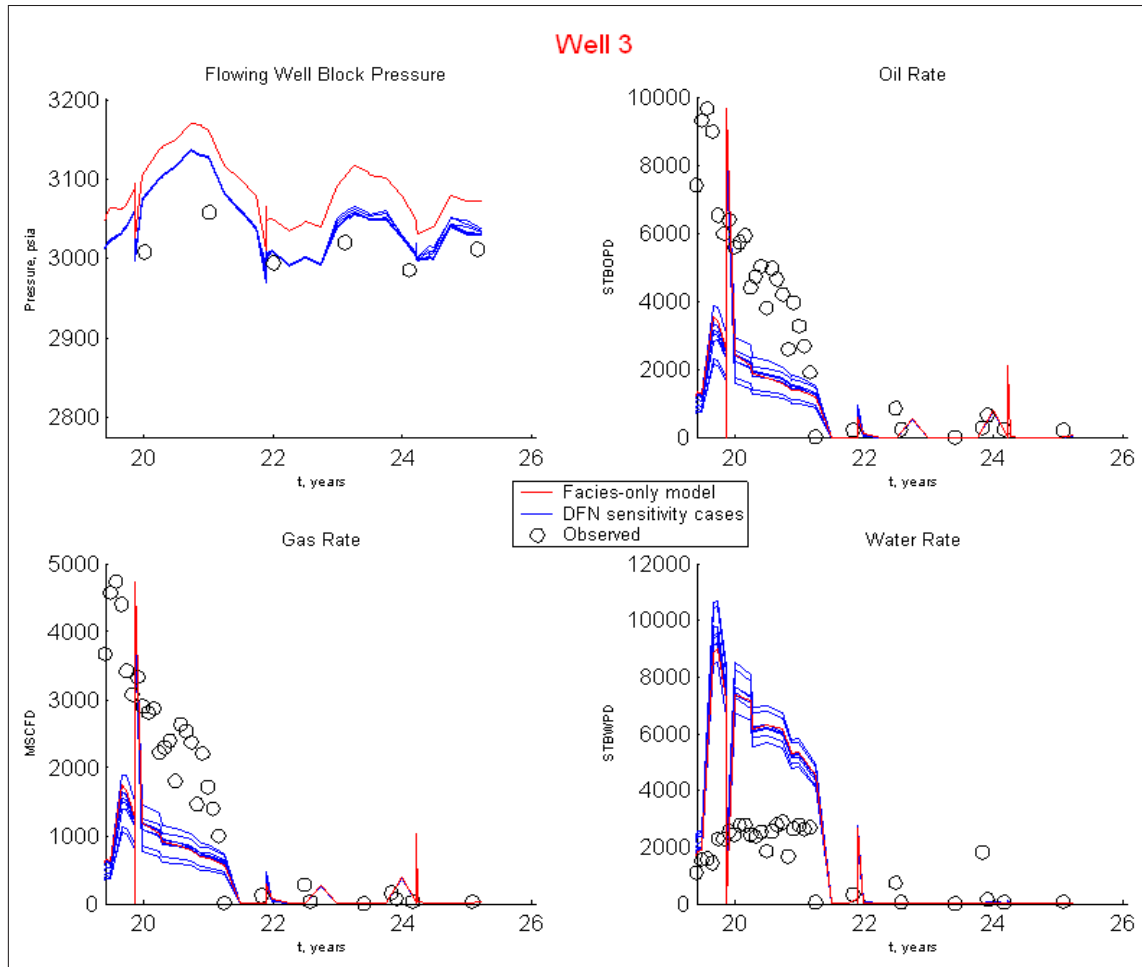 Well 3
Flowing Well Block Pressure
3200
3100
3000
2900
2800
Pressure, psia
20 22 24 26
t, years
Oil Rate
10000
8000
6000
4000
2000
0
STBOPD
20 22 24 26
t, years
Facies-only model
DFN sensitivity cases
Observed
Gas Rate
5000
4000
3000
2000
1000
0
MSCFD
20 22 24 26
t, years
Water Rate
12000
10000
8000
6000
4000
2000
0
STBWPD
20 22 24 26
t, years